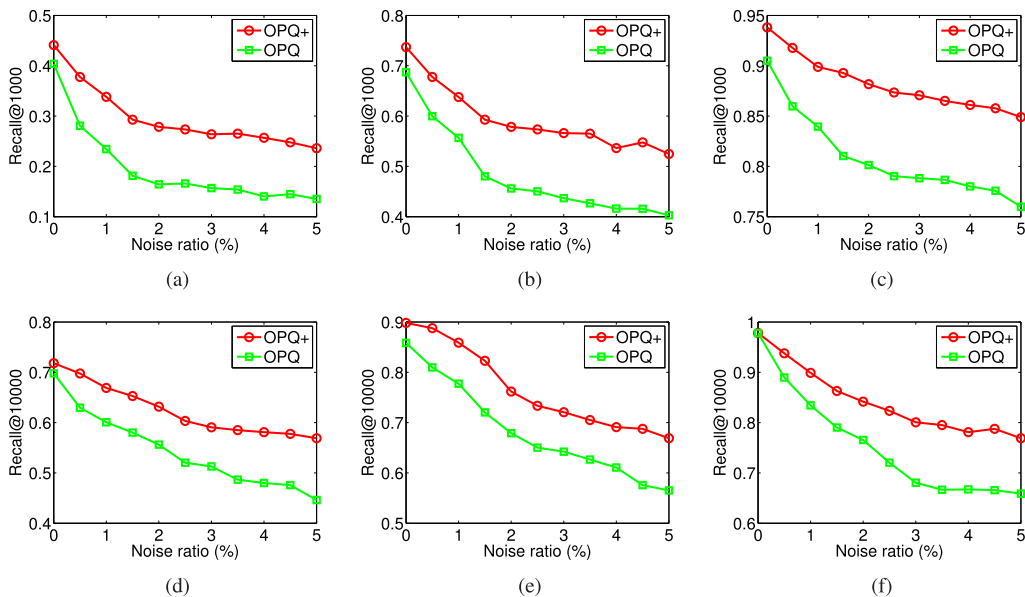 0.5
0.4
0.3
0.2
0.1
Recall@1000
0 1 2 3 4 5
Noise ratio (%)
OPQ+
OPQ
(a)
0.8
0.7
0.6
0.5
0.4
Recall@1000
0 1 2 3 4 5
Noise ratio (%)
OPQ+
OPQ
(b)
0.95
0.9
0.85
0.8
0.75
Recall@1000
0 1 2 3 4 5
Noise ratio (%)
OPQ+
OPQ
(c)
0.8
0.7
0.6
0.5
0.4
Recall@10000
0 1 2 3 4 5
Noise ratio (%)
OPQ+
OPQ
(d)
0.9
0.8
0.7
0.6
0.5
Recall@10000
0 1 2 3 4 5
Noise ratio (%)
OPQ+
OPQ
(e)
1
0.9
0.8
0.7
0.6
Recall@10000
0 1 2 3 4 5
Noise ratio (%)
OPQ+
OPQ
(f)